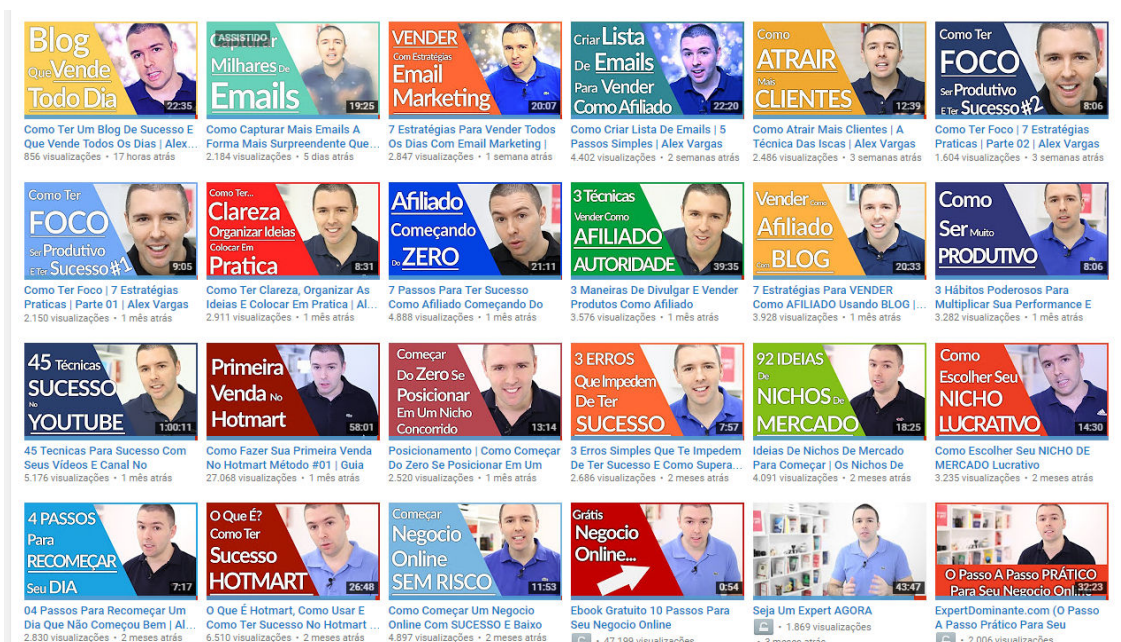 Blog
Que Vende
Todo Dia
22:35
ASSISTIDO
Capturar
Milhares De
Emails
19:25
VENDER
Com Estratégias
Email
Marketing
20:07
Criar Lista
De Emails
Para Vender
Como Afiliado
22:20
Como
ATRAIR
Mais
CLIENTES
12:39
Como Ter
FOCO
Ser Produtivo
E Ter Sucesso #2
8:06
Como Ter Um Blog De Sucesso E
Que Vende Todos Os Dias | Alex...
856 visualizações • 17 horas atrás
Como Capturar Mais Emails A
Forma Mais Surpreendente Que...
2.184 visualizações • 5 dias atrás
7 Estratégias Para Vender Todos
Os Dias Com Email Marketing |
2.847 visualizações • 1 semana atrás
Como Criar Lista De Emails | 5
Passos Simples | Alex Vargas
4.402 visualizações • 2 semanas atrás
Como Atrair Mais Clientes | A
Técnica Das Iscas | Alex Vargas
2.486 visualizações • 3 semanas atrás
Como Ter Foco | 7 Estratégias
Praticas | Parte 02 | Alex Vargas
1.604 visualizações • 3 semanas atrás
Como Ter
FOCO
Ser Produtivo
E Ter Sucesso #1
9:05
Como Ter...
Clareza
Organizar Ideias
Colocar Em
Pratica
8:31
Afiliado
Começando
Do ZERO
21:11
3 Técnicas
Vender Como
AFILIADO
AUTORIDADE
39:35
Vender Como
Afiliado
Com BLOG
20:33
Como
Ser Muito
PRODUTIVO
8:06
Como Ter Foco | 7 Estratégias
Praticas | Parte 01 | Alex Vargas
2.150 visualizações • 1 mês atrás
Como Ter Clareza, Organizar As
Ideias E Colocar Em Pratica | Al...
2.911 visualizações • 1 mês atrás
7 Passos Para Ter Sucesso
Como Afiliado Começando Do
4.888 visualizações • 1 mês atrás
3 Maneiras De Divulgar E Vender
Produtos Como Afiliado
3.576 visualizações • 1 mês atrás
7 Estratégias Para VENDER
Como AFILIADO Usando BLOG |...
3.928 visualizações • 1 mês atrás
3 Hábitos Poderosos Para
Multiplicar Sua Performance E
3.282 visualizações • 1 mês atrás
45 Técnicas
SUCESSO
No
YOUTUBE
1:00:11
Primeira
Venda No
Hotmart
58:01
Começar
Do Zero Se
Posicionar
Em Um Nicho
Concorrido
13:14
3 ERROS
Que Impedem
De Ter
SUCESSO
7:57
92 IDEIAS
De
NICHOS De
MERCADO
18:25
Como
Escolher Seu
NICHO
LUCRATIVO
14:30
45 Tecnicas Para Sucesso Com
Seus Vídeos E Canal No
5.176 visualizações • 1 mês atrás
Como Fazer Sua Primeira Venda
No Hotmart Método #01 | Guia
27.068 visualizações • 1 mês atrás
Posicionamento | Como Começar
Do Zero Se Posicionar Em Um
2.520 visualizações • 1 mês atrás
3 Erros Simples Que Te Impedem
De Ter Sucesso E Como Supera...
2.686 visualizações • 2 meses atrás
Ideias De Nichos De Mercado
Para Começar | Os Nichos De
4.091 visualizações • 2 meses atrás
Como Escolher Seu NICHO DE
MERCADO Lucrativo
3.235 visualizações • 2 meses atrás
4 PASSOS
Para
RECOMEÇAR
Seu DIA
7:17
O Que É?
Como Ter
Sucesso
HOTMART
26:48
Começar
Negocio
Online
SEM RISCO
11:53
Grátis
Negocio
Online...
0:54
43:47
O Passo A Passo PRÁTICO
Para Seu Negocio Online
32:23
04 Passos Para Recomeçar Um
Dia Que Não Começou Bem | Al...
2.830 visualizações • 2 meses atrás
O Que É Hotmart, Como Usar E
Como Ter Sucesso No Hotmart ...
6.510 visualizações • 2 meses atrás
Como Começar Um Negocio
Online Com SUCESSO E Baixo
4.897 visualizações • 2 meses atrás
Ebook Gratuito 10 Passos Para
Seu Negocio Online
• 47.199 visualizações
Seja Um Expert AGORA
• 1.869 visualizações
• 3 meses atrás
ExpertDominante.com (O Passo
A Passo Prático Para Seu
• 2.006 visualizações